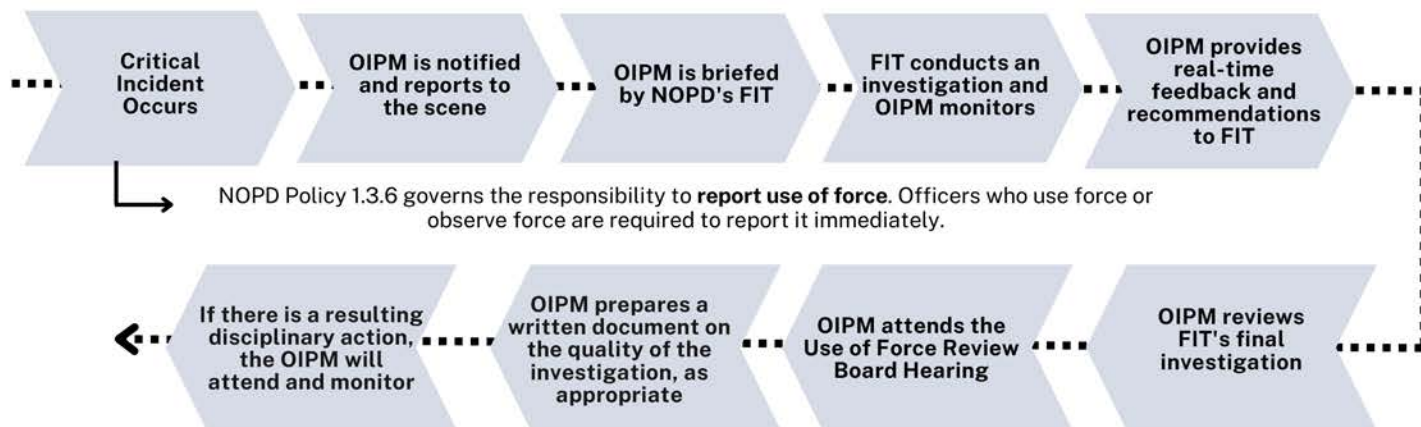 Critical
Incident
Occurs
OIPM is notified
and reports to
the scene
OIPM is briefed
by NOPD's FIT
FIT conducts an
investigation and
OIPM monitors
OIPM provides
real-time
feedback and
recommendations
to FIT
NOPD Policy 1.3.6 governs the responsibility to report use of force. Officers who use force or
observe force are required to report it immediately.
OIPM reviews
FIT's final
investigation
OIPM attends the
Use of Force Review
Board Hearing
OIPM prepares a
written document on
the quality of the
investigation, as
appropriate
If there is a resulting
disciplinary action,
the OIPM will
attend and monitor